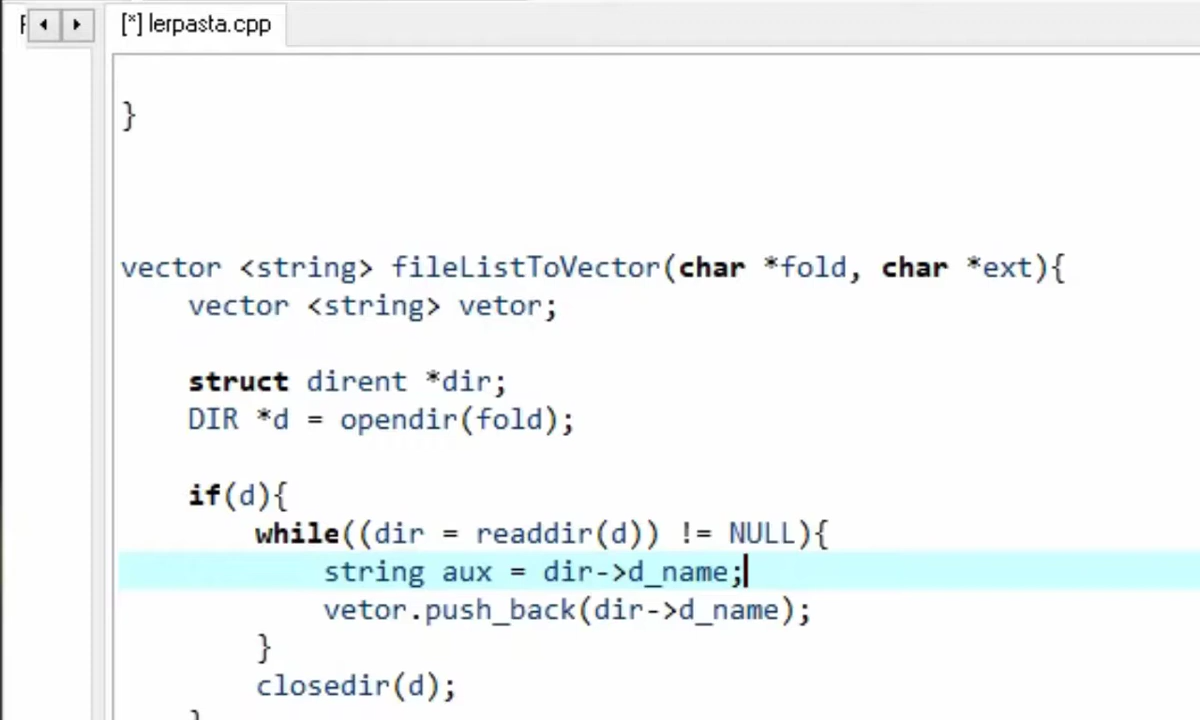 [*] lerpasta.cpp
}
vector <string> fileListToVector(char *fold, char *ext){
vector <string> vetor;
struct dirent *dir;
DIR *d = opendir(fold);
if(d){
while((dir = readdir(d)) != NULL){
string aux = dir->d_name;
vetor.push_back(dir->d_name);
}
closedir(d);